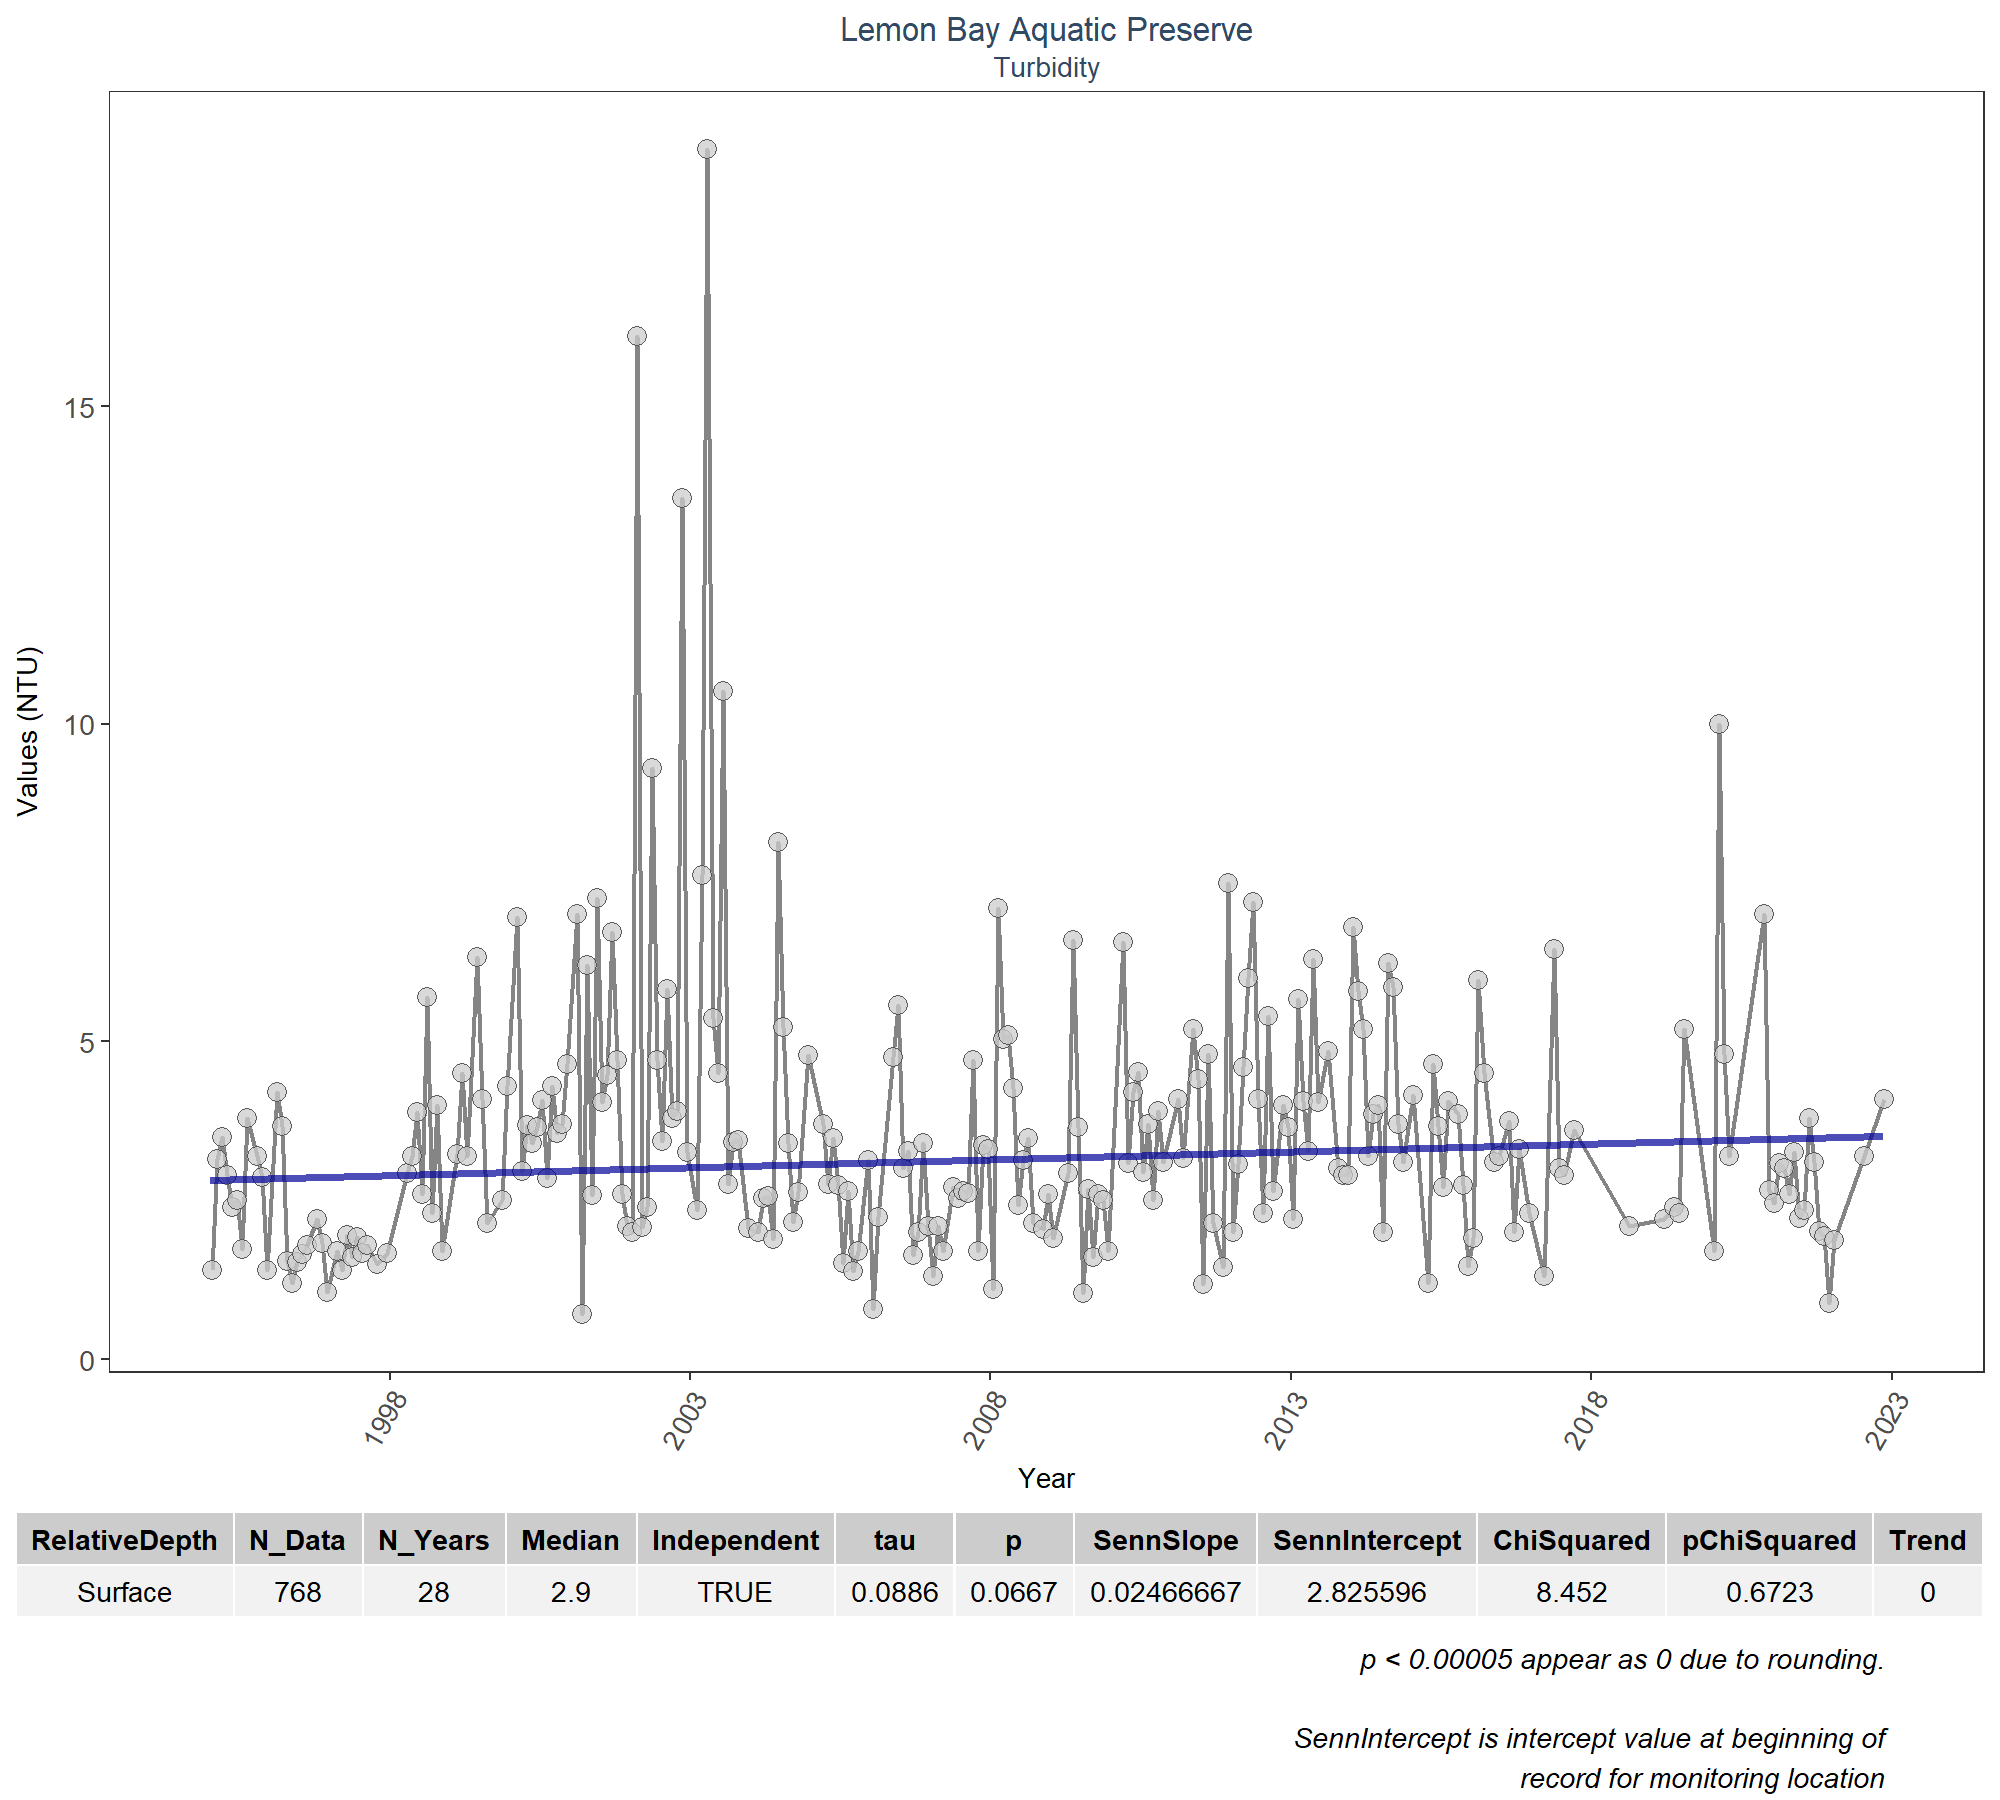 Lemon Bay Aquatic Preserve
Turbidity
Values (NTU)
15
10
5
0
1998
2003
2008
2013
2018
2023
Year
RelativeDepth N_Data N_Years Median Independent tau p SennSlope SennIntercept ChiSquared pChiSquared Trend
Surface 768 28 2.9 TRUE 0.0886 0.0667 0.02466667 2.825596 8.452 0.6723 0
p < 0.00005 appear as 0 due to rounding.
SennIntercept is intercept value at beginning of
record for monitoring location